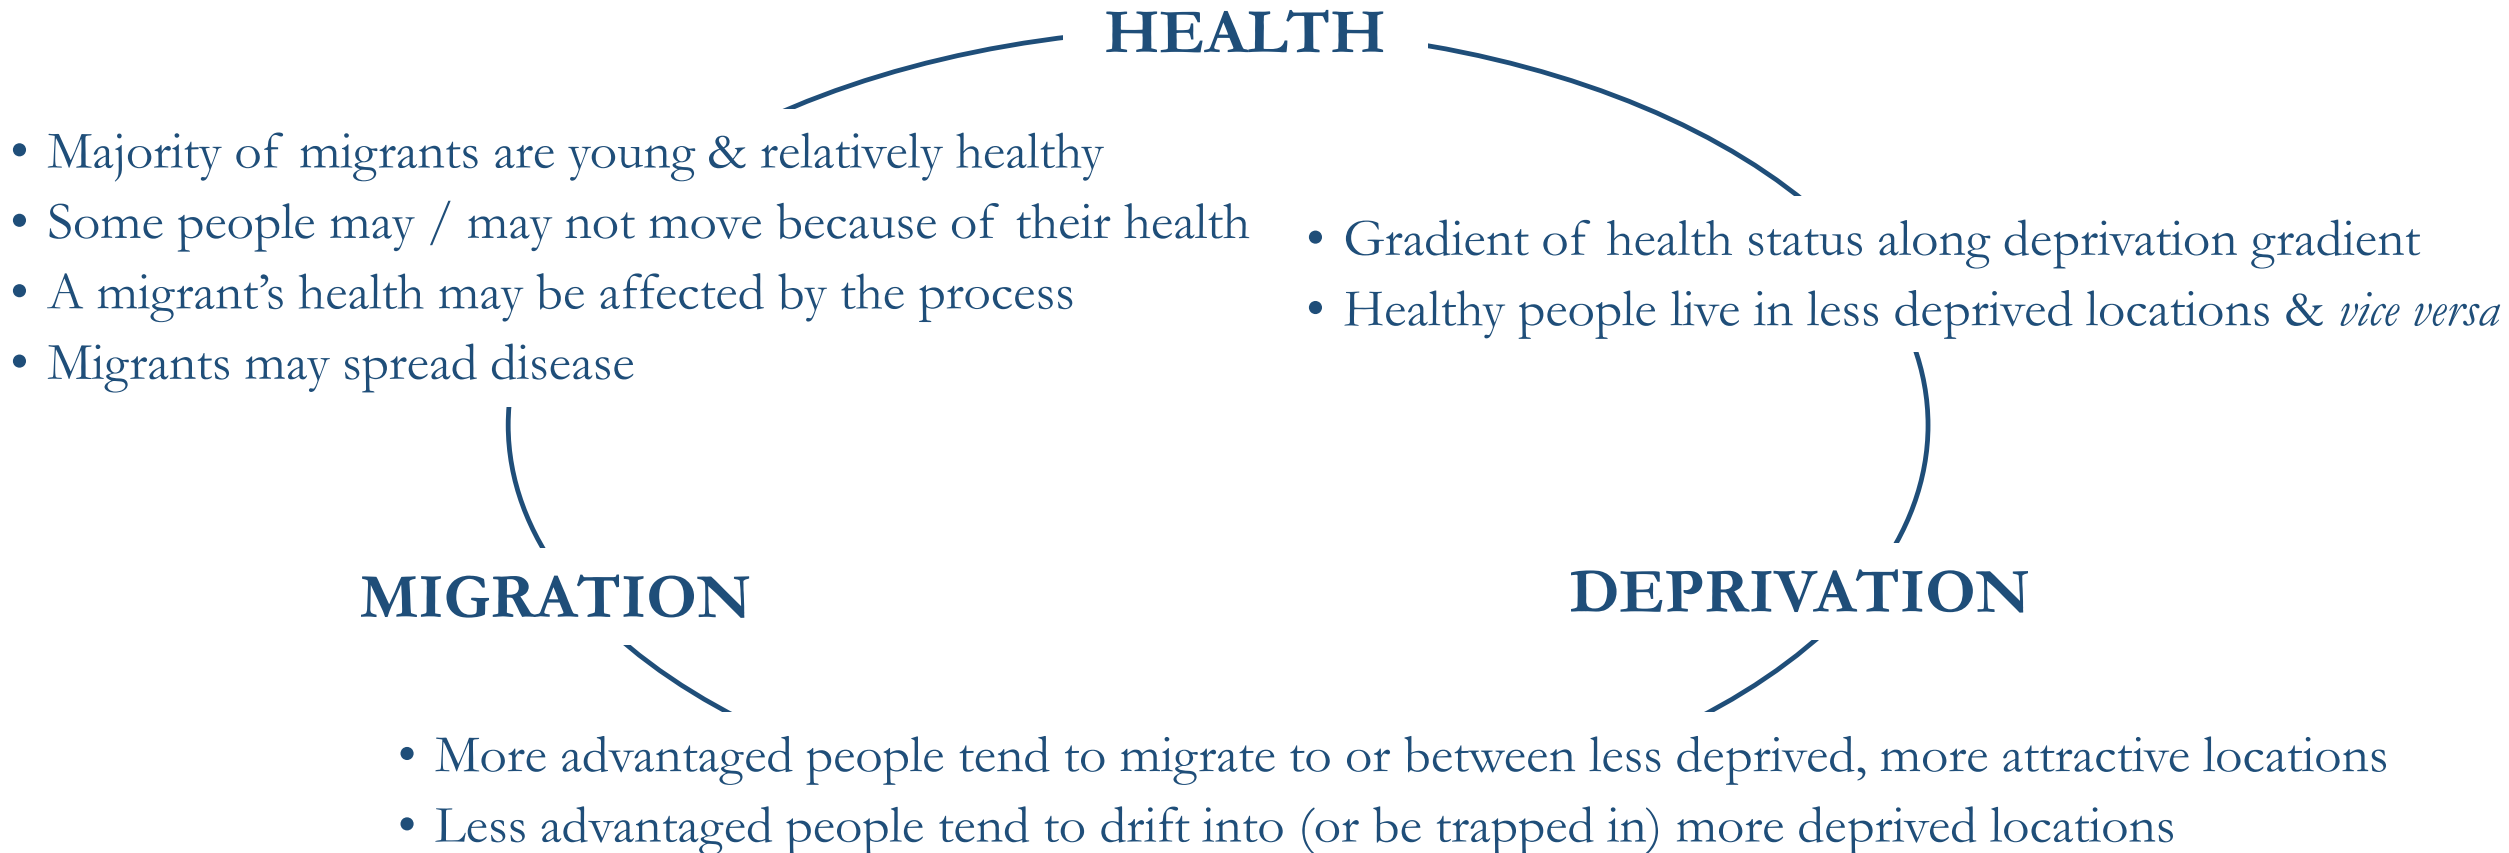 HEALTH
• Majority of migrants are young & relatively healthy
• Some people may / may not move because of their health
• A migrant’s health may be affected by the process
• Migrants may spread disease
• Gradient of health status along deprivation gradient
• Healthy people live in less deprived locations & vice versa
MIGRATION
DEPRIVATION
• More advantaged people tend to migrate to or between less deprived, more attractive locations
• Less advantaged people tend to drift into (or be trapped in) more deprived locations